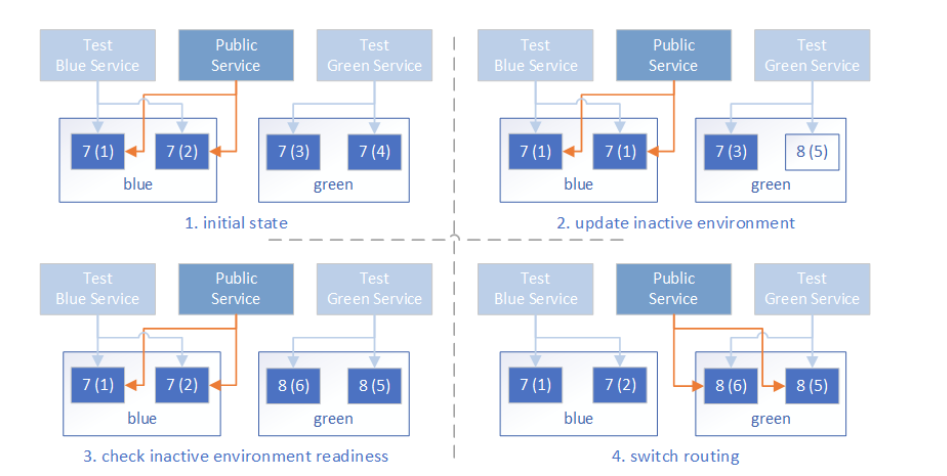 Test
Blue Service
Public
Service
Test
Green Service
7 (1)
7 (2)
7 (3)
7 (4)
blue
green
1. initial state
Test
Blue Service
Public
Service
Test
Green Service
7 (1)
7 (1)
7 (3)
8 (5)
blue
green
2. update inactive environment
Test
Blue Service
Public
Service
Test
Green Service
7 (1)
7 (2)
8 (6)
8 (5)
blue
green
3. check inactive environment readiness
Test
Blue Service
Public
Service
Test
Green Service
7 (1)
7 (2)
8 (6)
8 (5)
blue
green
4. switch routing